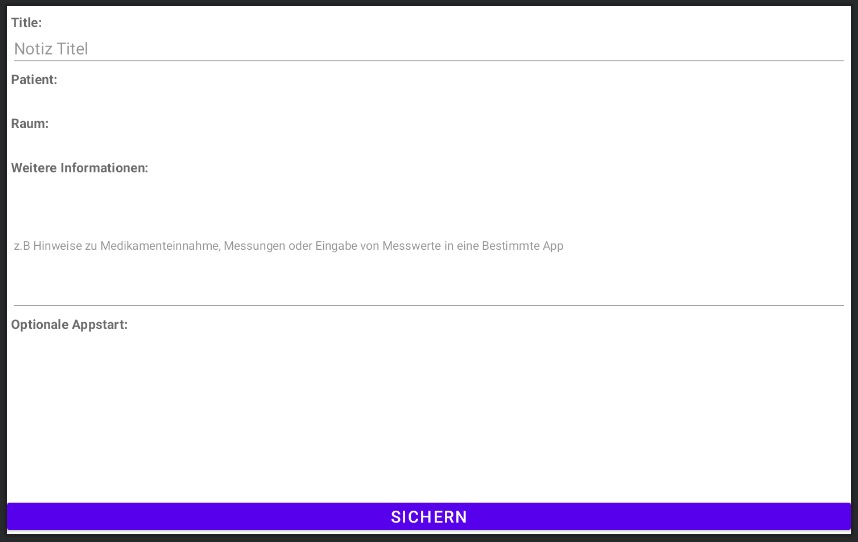 Title:
Notiz Titel
Patient:
Raum:
Weitere Informationen:
z.B Hinweise zu Medikamenteinnahme, Messungen oder Eingabe von Messwerte in eine Bestimmte App
Optionale Appstart:
SICHERN